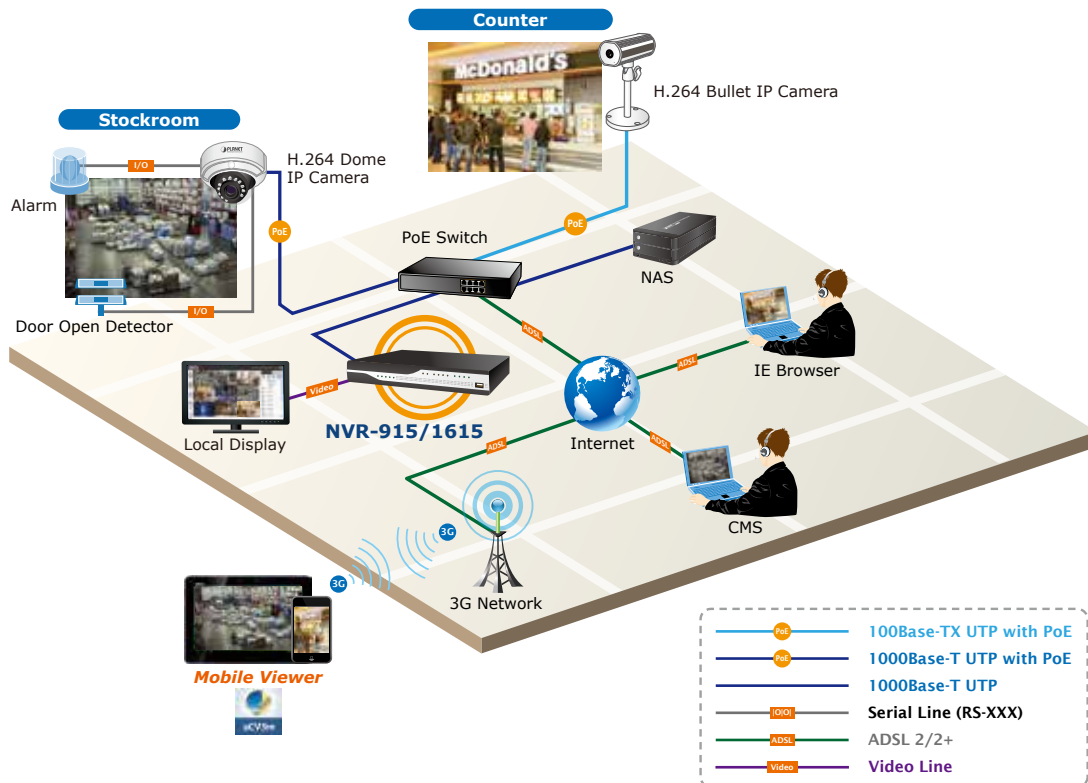 Counter
McDonald's
H.264 Bullet IP Camera
Stockroom
I/O
PLANET
H.264 Dome
IP Camera
Alarm
PoE
PoE
PoE Switch
NAS
I/O
Door Open Detector
ADSL
ADSL
IE Browser
Video
Local Display
NVR-915/1615
ADSL
Internet
ADSL
CMS
3G
3G
3G Network
Mobile Viewer
PoE
100Base-TX UTP with PoE
PoE
1000Base-T UTP with PoE
1000Base-T UTP
|O|O|
Serial Line (RS-XXX)
ADSL
ADSL 2/2+
Video
Video Line